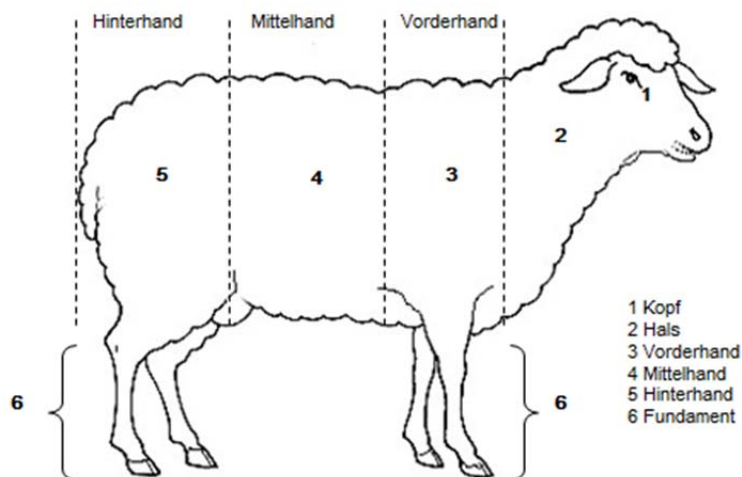 Hinterhand Mittelhand Vorderhand
1
2
5 4 3
1 Kopf
2 Hals
3 Vorderhand
4 Mittelhand
5 Hinterhand
6 Fundament
6 6